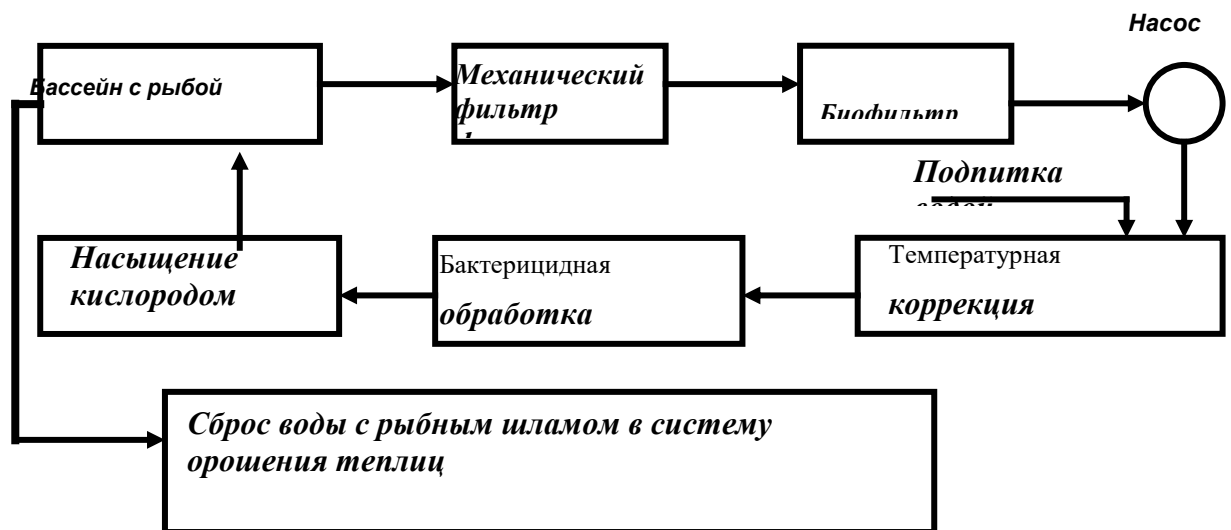 Насос
Бассейн с рыбой
Механический
фильтр
Биофильтр
Подпитка
водой
Насыщение
кислородом
Бактерицидная
обработка
Температурная
коррекция
Сброс воды с рыбным шламом в систему
орошения теплиц